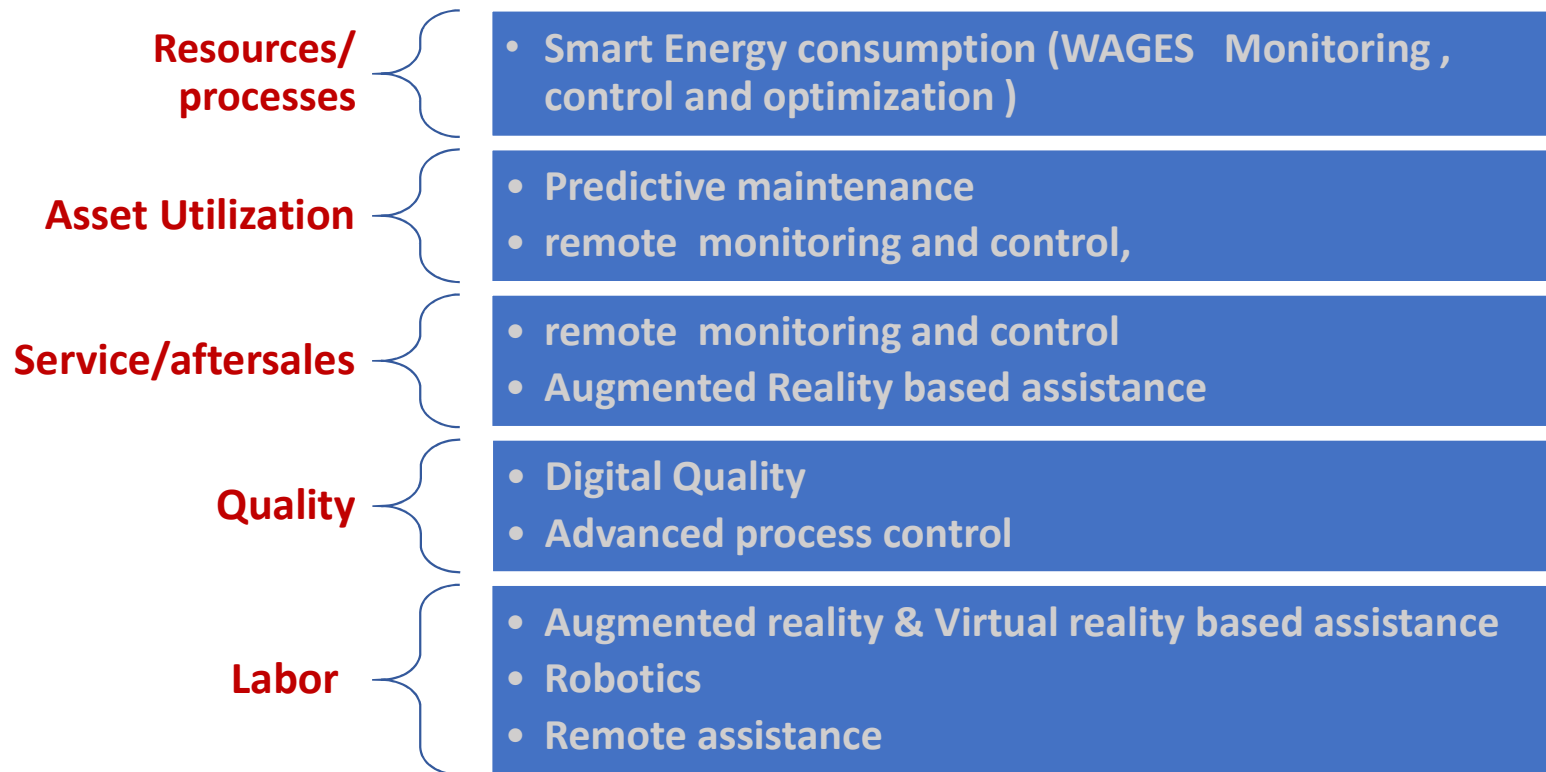 Resources/
processes
• Smart Energy consumption (WAGES Monitoring ,
control and optimization )
Asset Utilization
• Predictive maintenance
• remote monitoring and control,
Service/aftersales
• remote monitoring and control
• Augmented Reality based assistance
Quality
• Digital Quality
• Advanced process control
Labor
• Augmented reality & Virtual reality based assistance
• Robotics
• Remote assistance